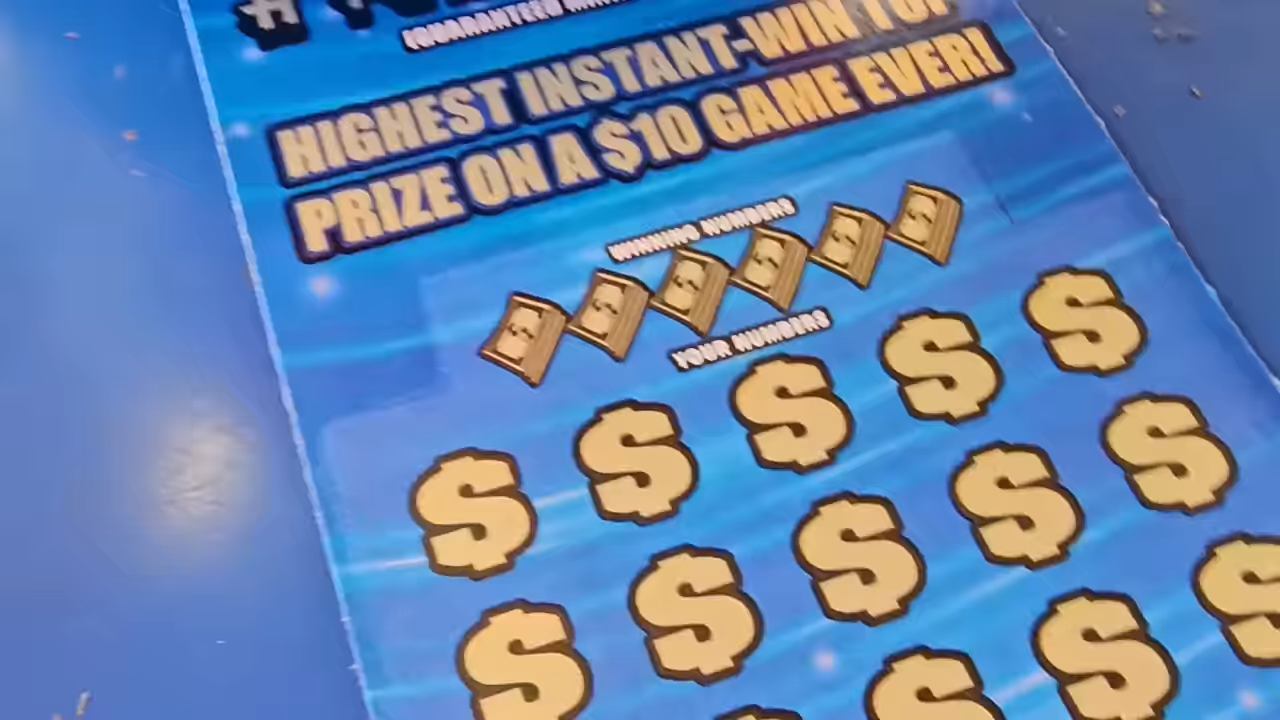 HIGHEST INSTANT-WIN TOP
PRIZE ON A $10 GAME EVER!
WINNING NUMBERS
YOUR NUMBERS
$ $ $ $ $
$ $ $ $ $
$ $ $